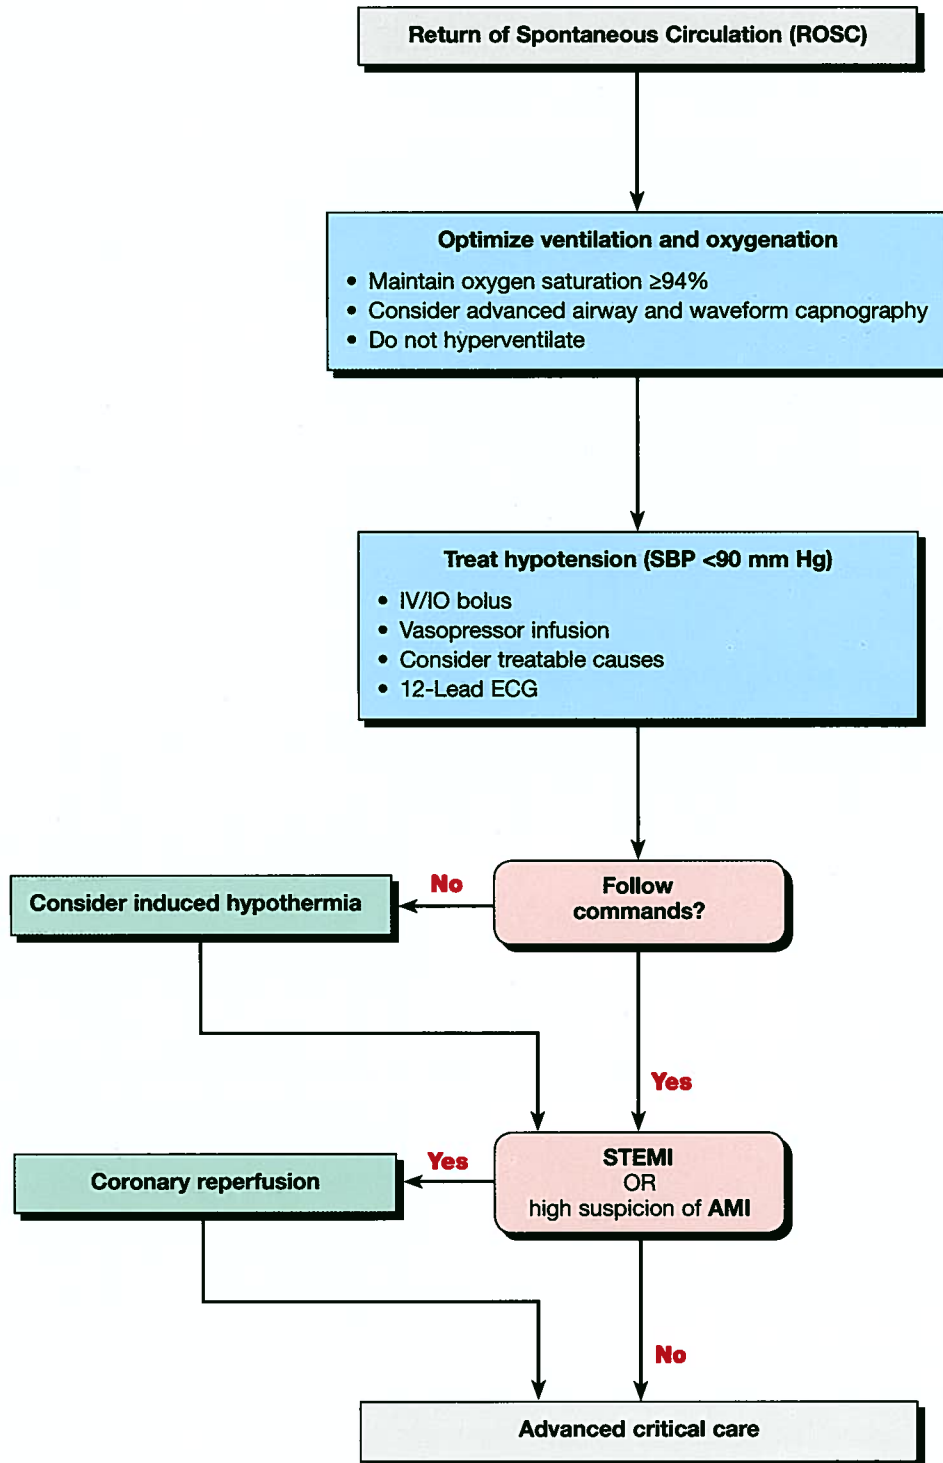 Return of Spontaneous Circulation (ROSC)
Optimize ventilation and oxygenation
• Maintain oxygen saturation ≥94%
• Consider advanced airway and waveform capnography
• Do not hyperventilate
Treat hypotension (SBP <90 mm Hg)
• IV/IO bolus
• Vasopressor infusion
• Consider treatable causes
• 12-Lead ECG
Follow
commands?
No
Consider induced hypothermia
Yes
STEMI
OR
high suspicion of AMI
Yes
Coronary reperfusion
No
Advanced critical care